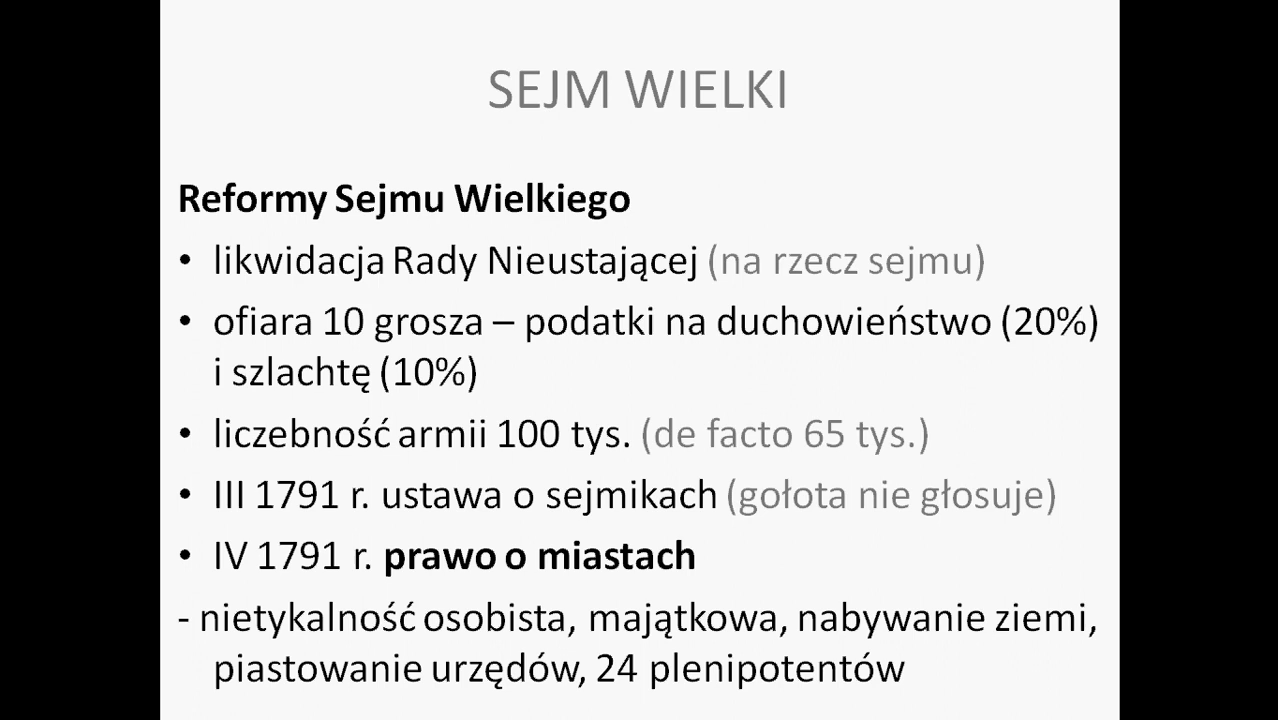 SEJM WIELKI
Reformy Sejmu Wielkiego
• likwidacja Rady Nieustającej (na rzecz sejmu)
• ofiara 10 grosza – podatki na duchowieństwo (20%)
i szlachtę (10%)
• liczebność armii 100 tys. (de facto 65 tys.)
• III 1791 r. ustawa o sejmikach (gołota nie głosuje)
• IV 1791 r. prawo o miastach
- nietykalność osobista, majątkowa, nabywanie ziemi,
piastowanie urzędów, 24 plenipotentów